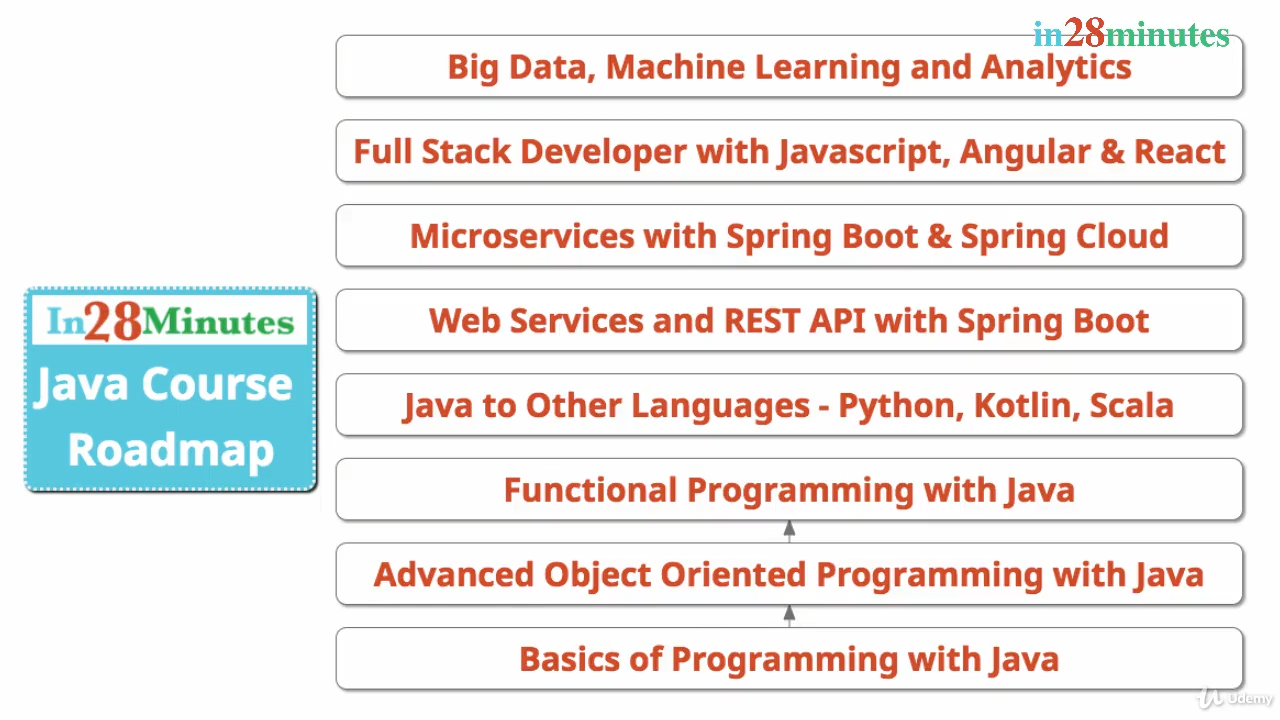 in28minutes
Big Data, Machine Learning and Analytics
Full Stack Developer with Javascript, Angular & React
Microservices with Spring Boot & Spring Cloud
Web Services and REST API with Spring Boot
In28Minutes
Java Course
Roadmap
Java to Other Languages - Python, Kotlin, Scala
Functional Programming with Java
Advanced Object Oriented Programming with Java
Basics of Programming with Java
Udemy